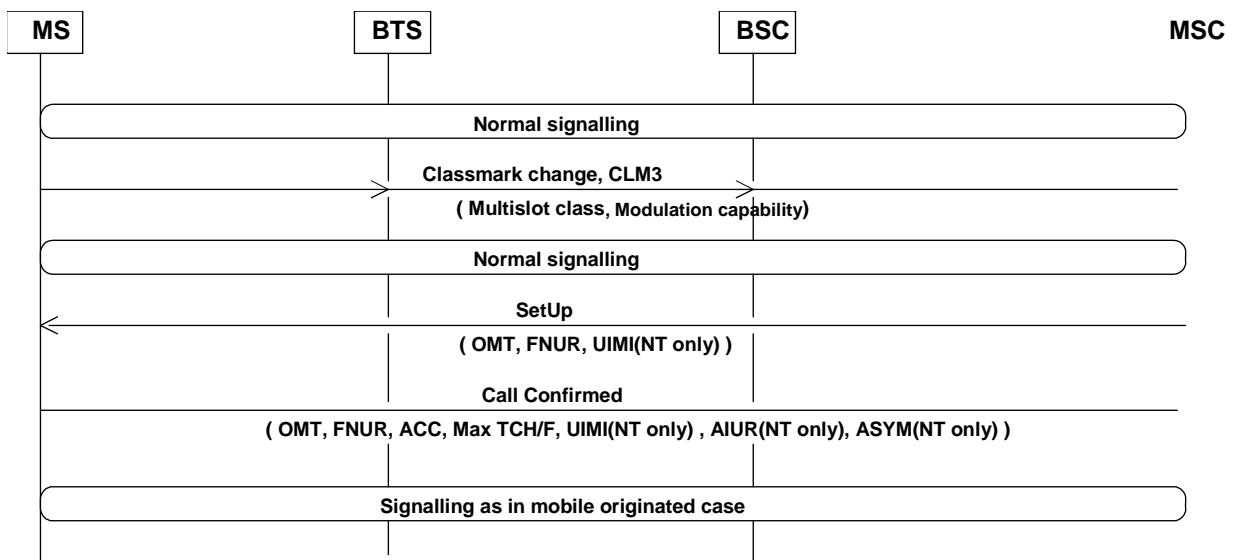 MS BTS BSC MSC
Normal signalling
Classmark change, CLM3
( Multislot class, Modulation capability)
Normal signalling
SetUp
( OMT, FNUR, UIMI(NT only) )
Call Confirmed
( OMT, FNUR, ACC, Max TCH/F, UIMI(NT only) , AIUR(NT only), ASYM(NT only) )
Signalling as in mobile originated case